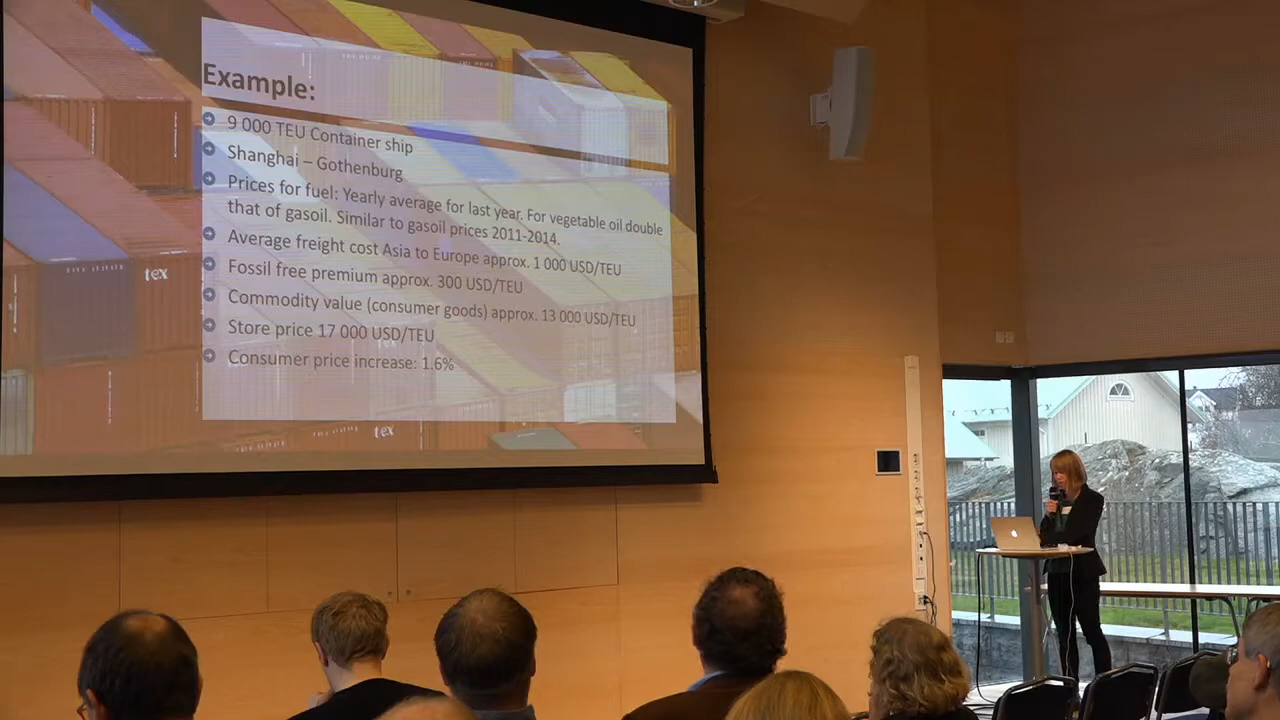 Example:
9 000 TEU Container ship
Shanghai – Gothenburg
Prices for fuel: Yearly average for last year. For vegetable oil double
that of gasoil. Similar to gasoil prices 2011-2014.
Average freight cost Asia to Europe approx. 1 000 USD/TEU
Fossil free premium approx. 300 USD/TEU
Commodity value (consumer goods) approx. 13 000 USD/TEU
Store price 17 000 USD/TEU
Consumer price increase: 1.6%
tex
tex